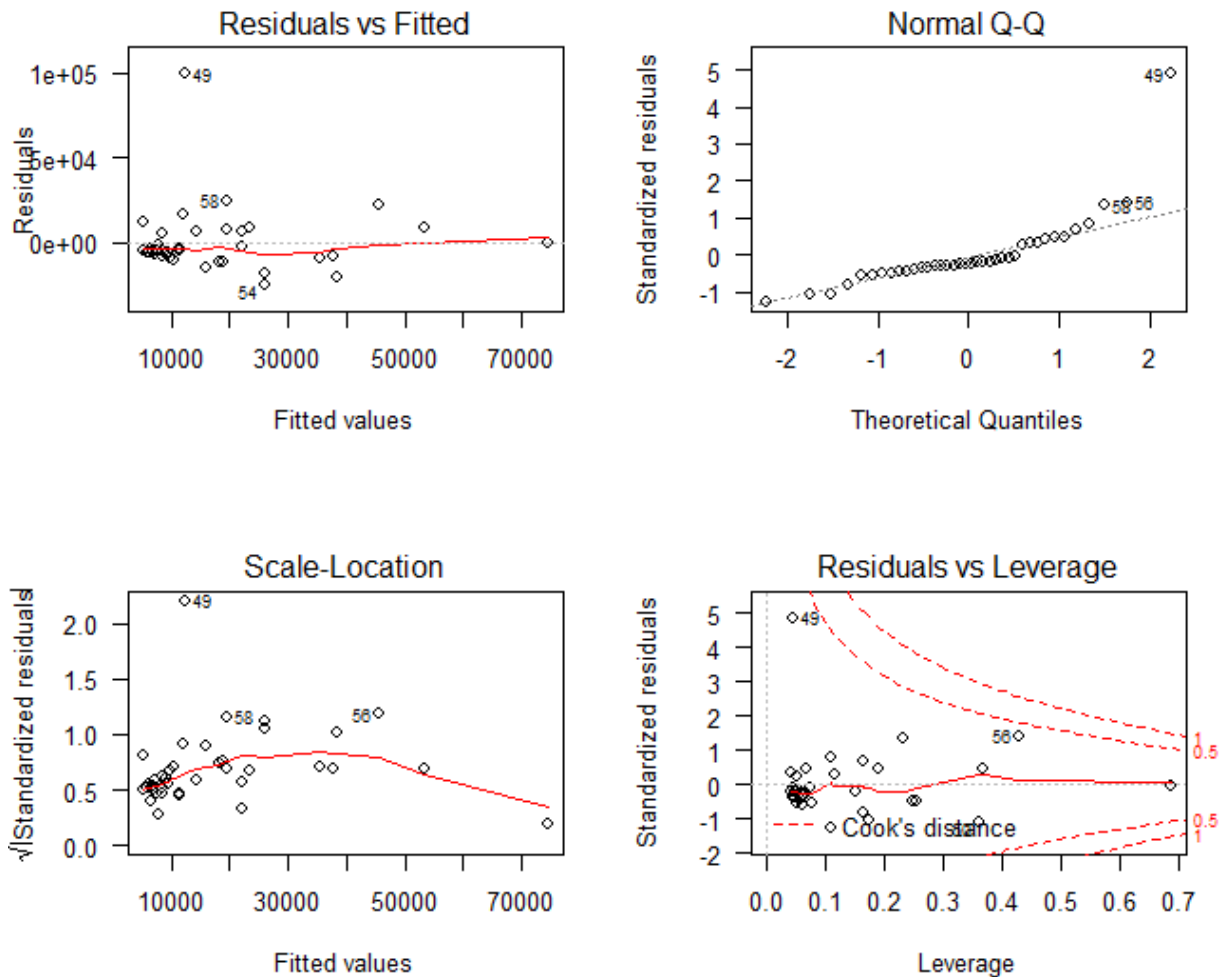 Residuals vs Fitted
Residuals
1e+05
5e+04
0e+00
49
58
54
10000 30000 50000 70000
Fitted values
Normal Q-Q
Standardized residuals
5
4
3
2
1
0
-1
49
58 56
-2 -1 0 1 2
Theoretical Quantiles
Scale-Location
√|Standardized residuals|
2.0
1.5
1.0
0.5
0.0
49
58
56
10000 30000 50000 70000
Fitted values
Residuals vs Leverage
Standardized residuals
5
4
3
2
1
0
-1
-2
49
56
1
0.5
0.5
1
Cook's distance
0.0 0.1 0.2 0.3 0.4 0.5 0.6 0.7
Leverage